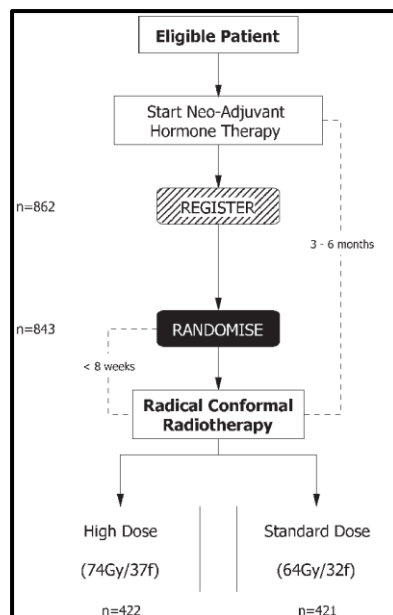 Eligible Patient
Start Neo-Adjuvant
Hormone Therapy
n=862
REGISTER
3 - 6 months
n=843
RANDOMISE
< 8 weeks
Radical Conformal
Radiotherapy
High Dose
Standard Dose
(74Gy/37f)
(64Gy/32f)
n=422
n=421